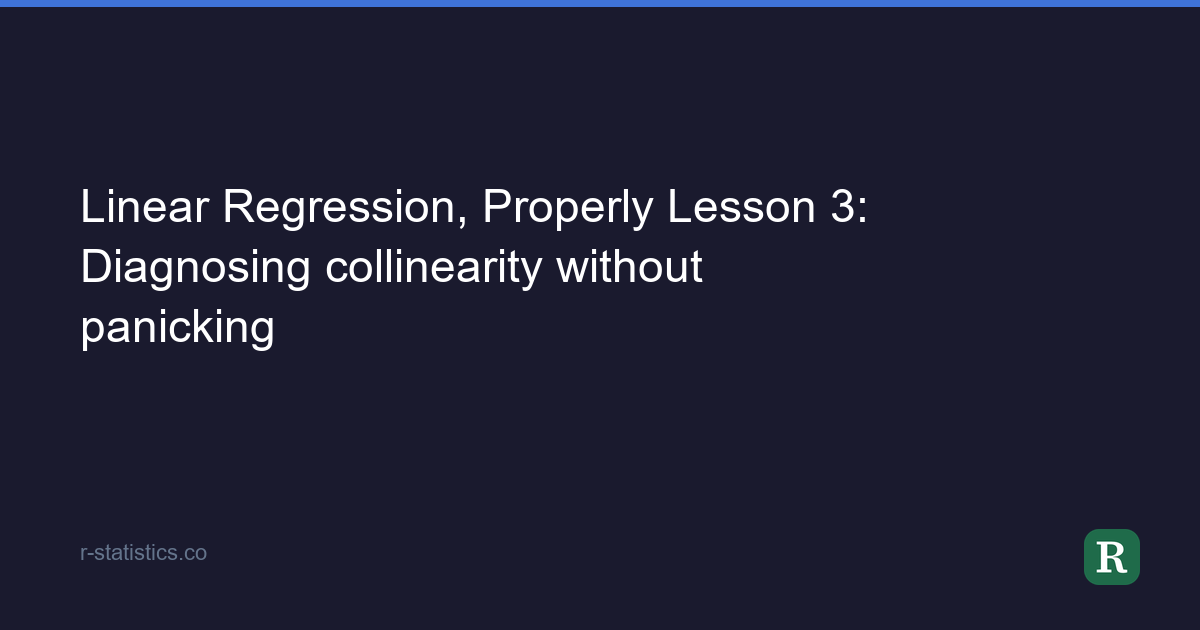 Linear Regression, Properly Lesson 3:
Diagnosing collinearity without
panicking
r-statistics.co
R